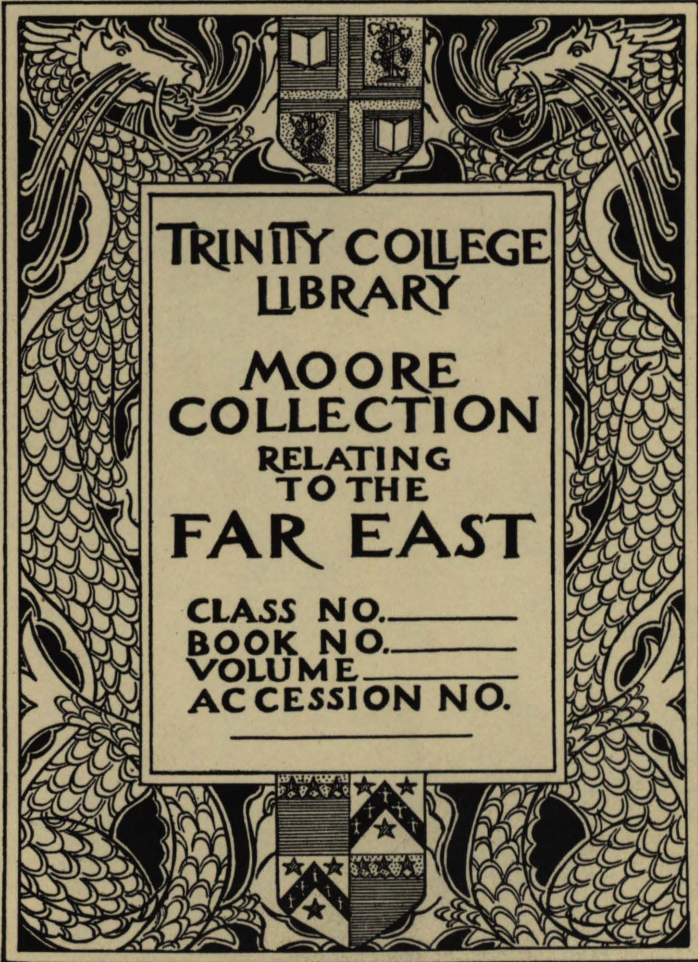 TRINITY COLLEGE
LIBRARY
MOORE
COLLECTION
RELATING
TO THE
FAR EAST
CLASS NO.
BOOK NO.
VOLUME
ACCESSION NO.